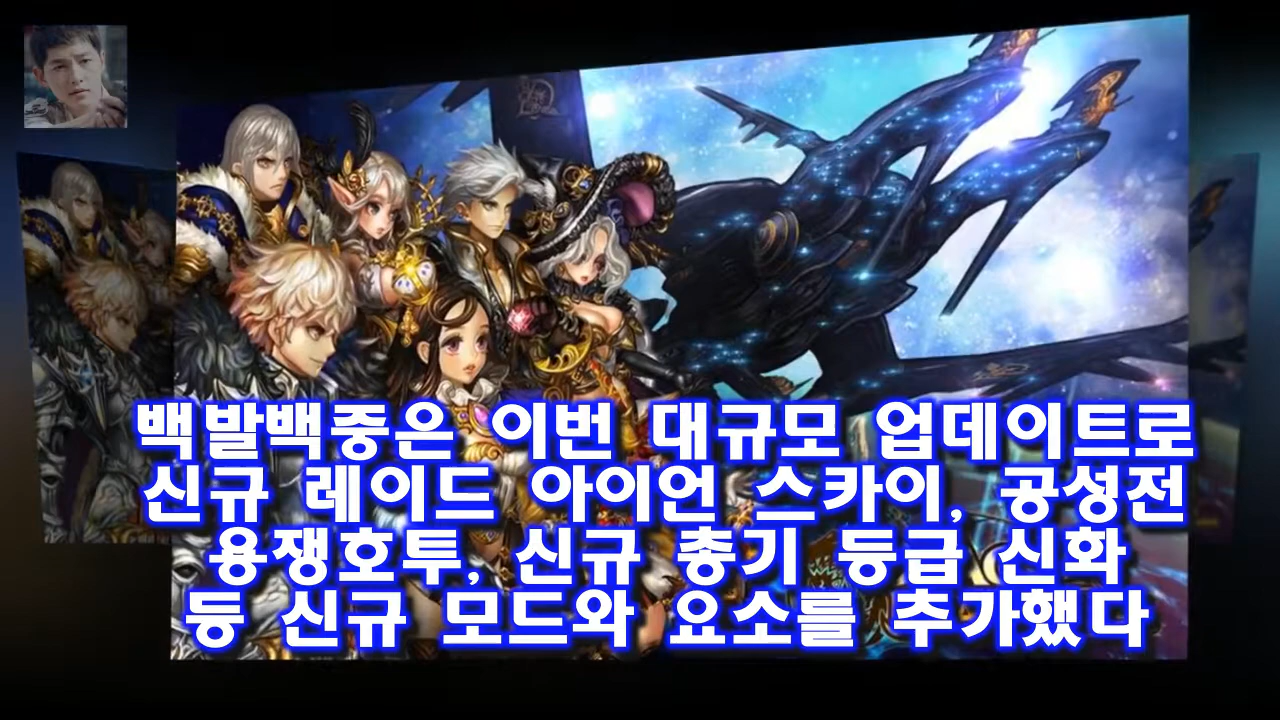 백발백중은 이번 대규모 업데이트로
신규 레이드 아이언 스카이, 공성전
용쟁호투, 신규 총기 등급 신화
등 신규 모드와 요소를 추가했다